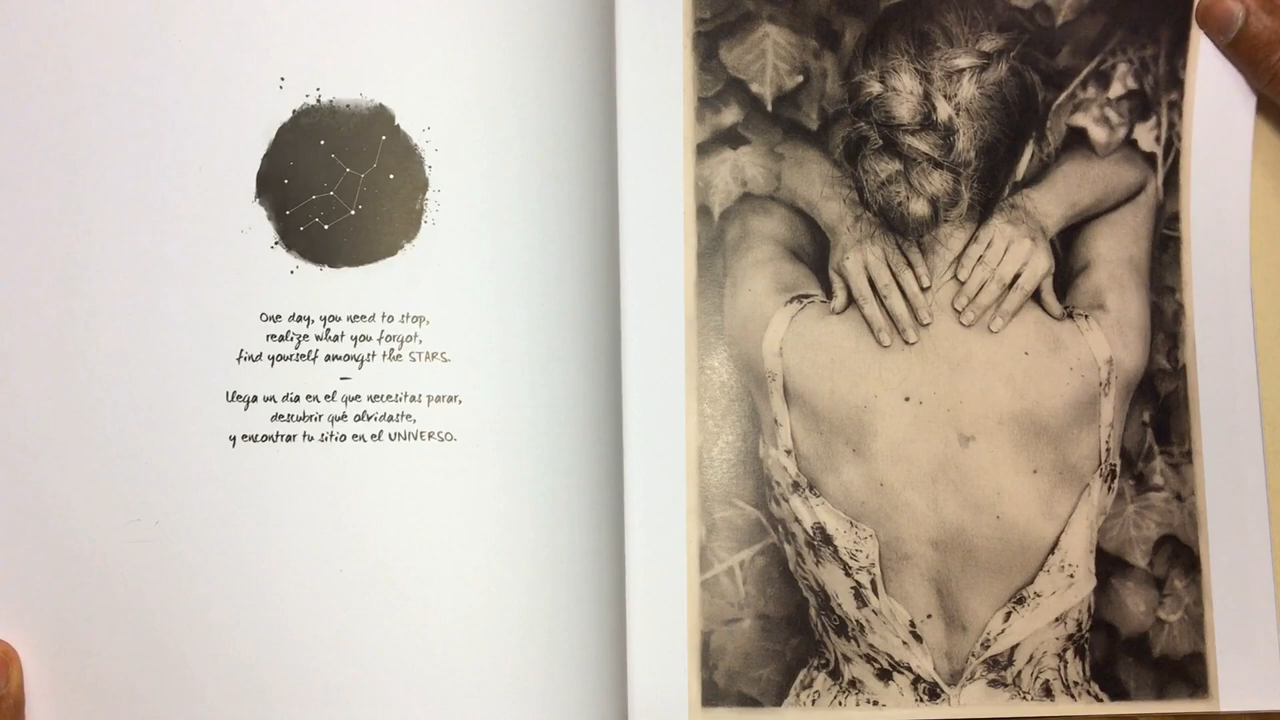 One day, you need to stop,
realize what you forgot,
find yourself amongst the STARS.
—
Llega un día en el que necesitas parar,
descubrir qué olvidaste,
y encontrar tu sitio en el UNIVERSO.